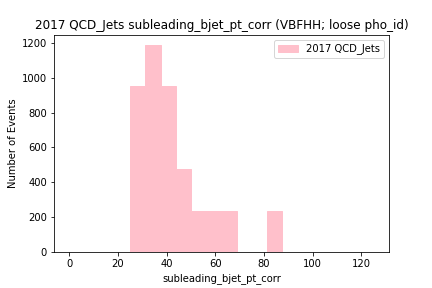 2017 QCD_Jets subleading_bjet_pt_corr (VBFHH; loose pho_id)
2017 QCD_Jets
Number of Events
1200
1000
800
600
400
200
0
0 20 40 60 80 100 120
subleading_bjet_pt_corr